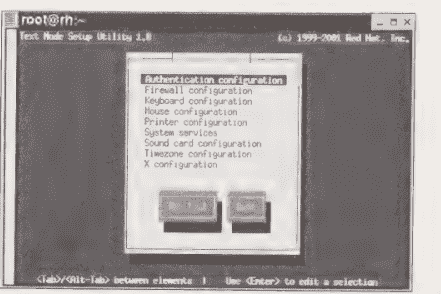 root@rh:~
Text Mode Setup Utility 1.0 (c) 1999-2001 Red Hat, Inc.
Authentication configuration
Firewall configuration
Keyboard configuration
Mouse configuration
Printer configuration
System services
Sound card configuration
Timezone configuration
X configuration
<Tab>/<Alt-Tab> between elements | Use <Enter> to edit a selection